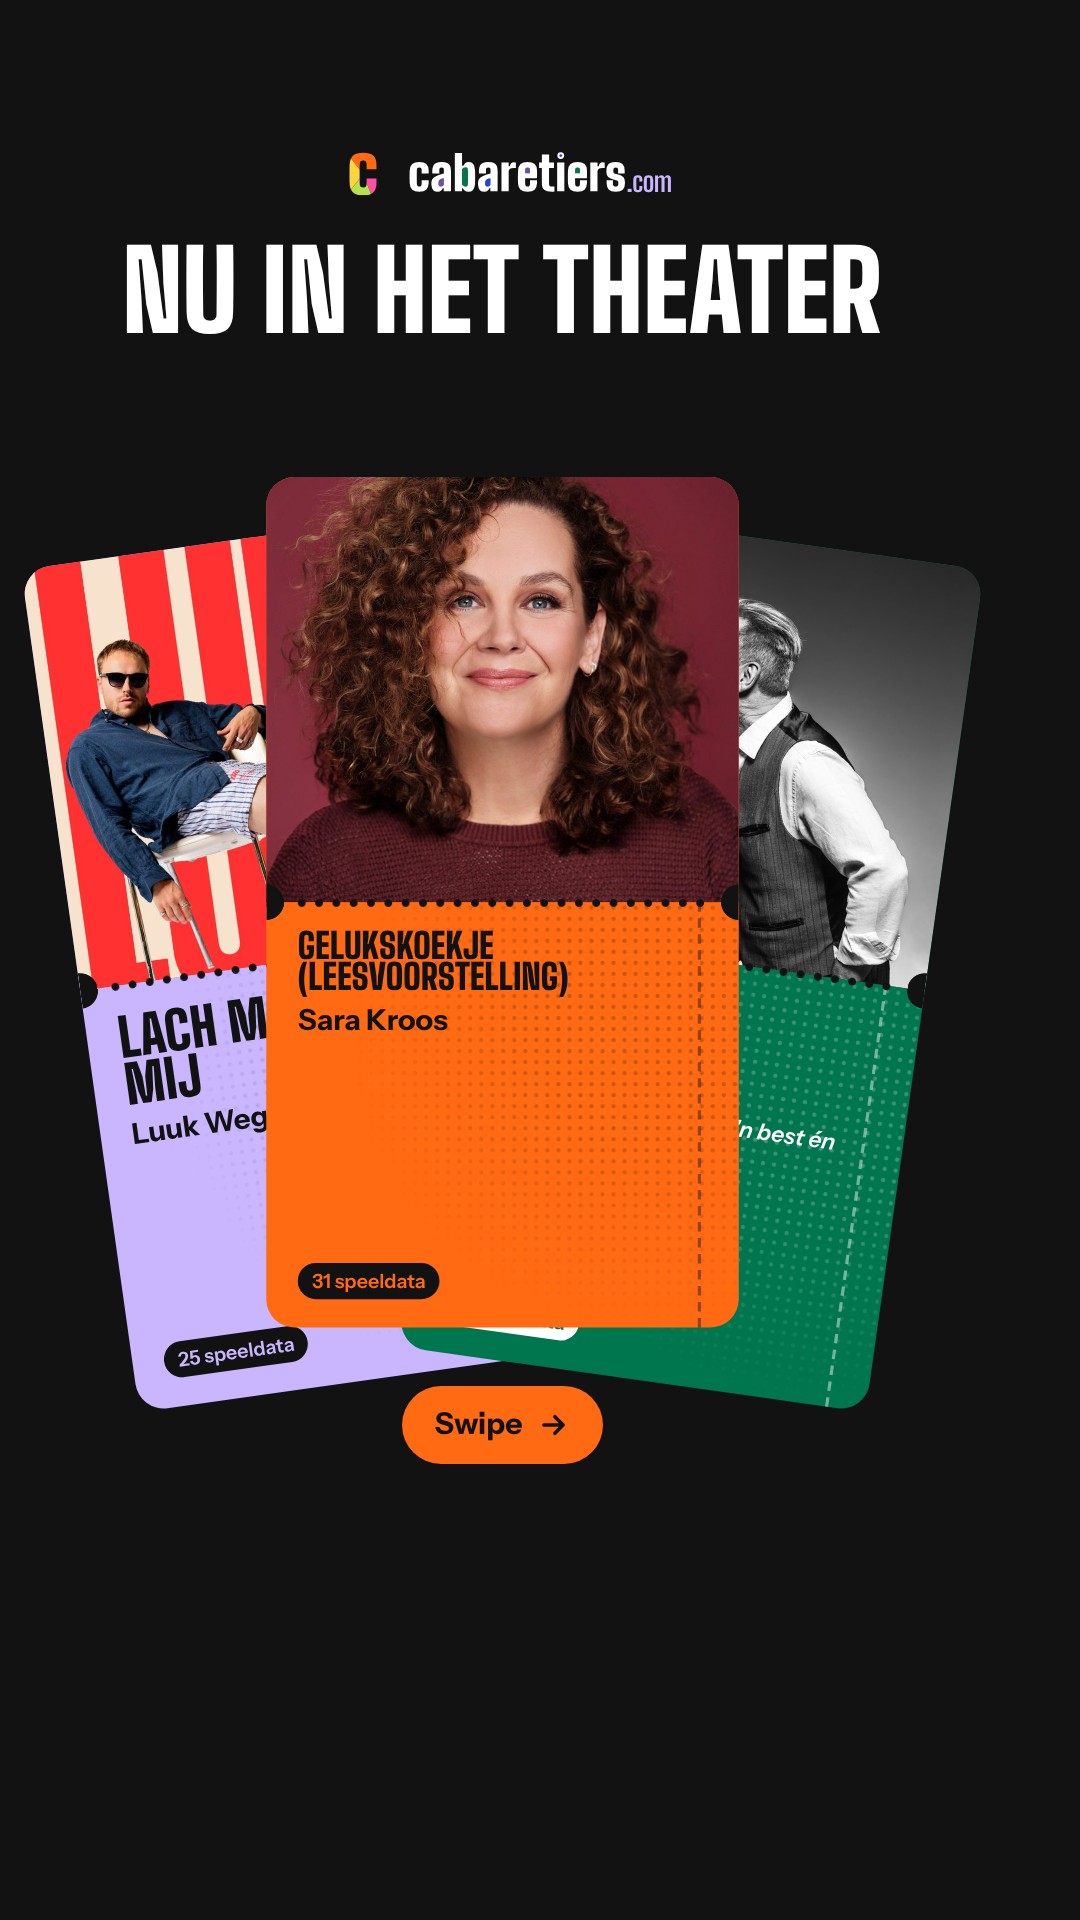 cabaretiers.com
NU IN HET THEATER
GELUKSKOEKJE
(LEESVOORSTELLING)
Sara Kroos
31 speeldata
LACH M
MIJ
Luuk Weg
25 speeldata
best én
Swipe